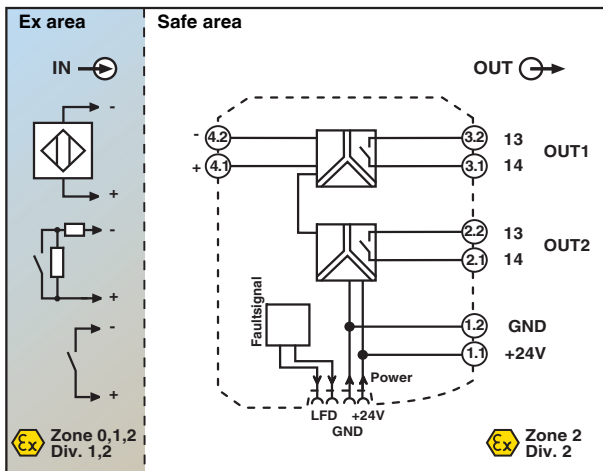 Ex area
Safe area
IN
OUT
-
+
-
+
-
+
- 4.2
+ 4.1
3.2 13
OUT1
3.1 14
2.2 13
OUT2
2.1 14
1.2 GND
1.1 +24V
Faultsignal
Power
LFD +24V
GND
Ex Zone 0,1,2
Div. 1,2
Ex Zone 2
Div. 2